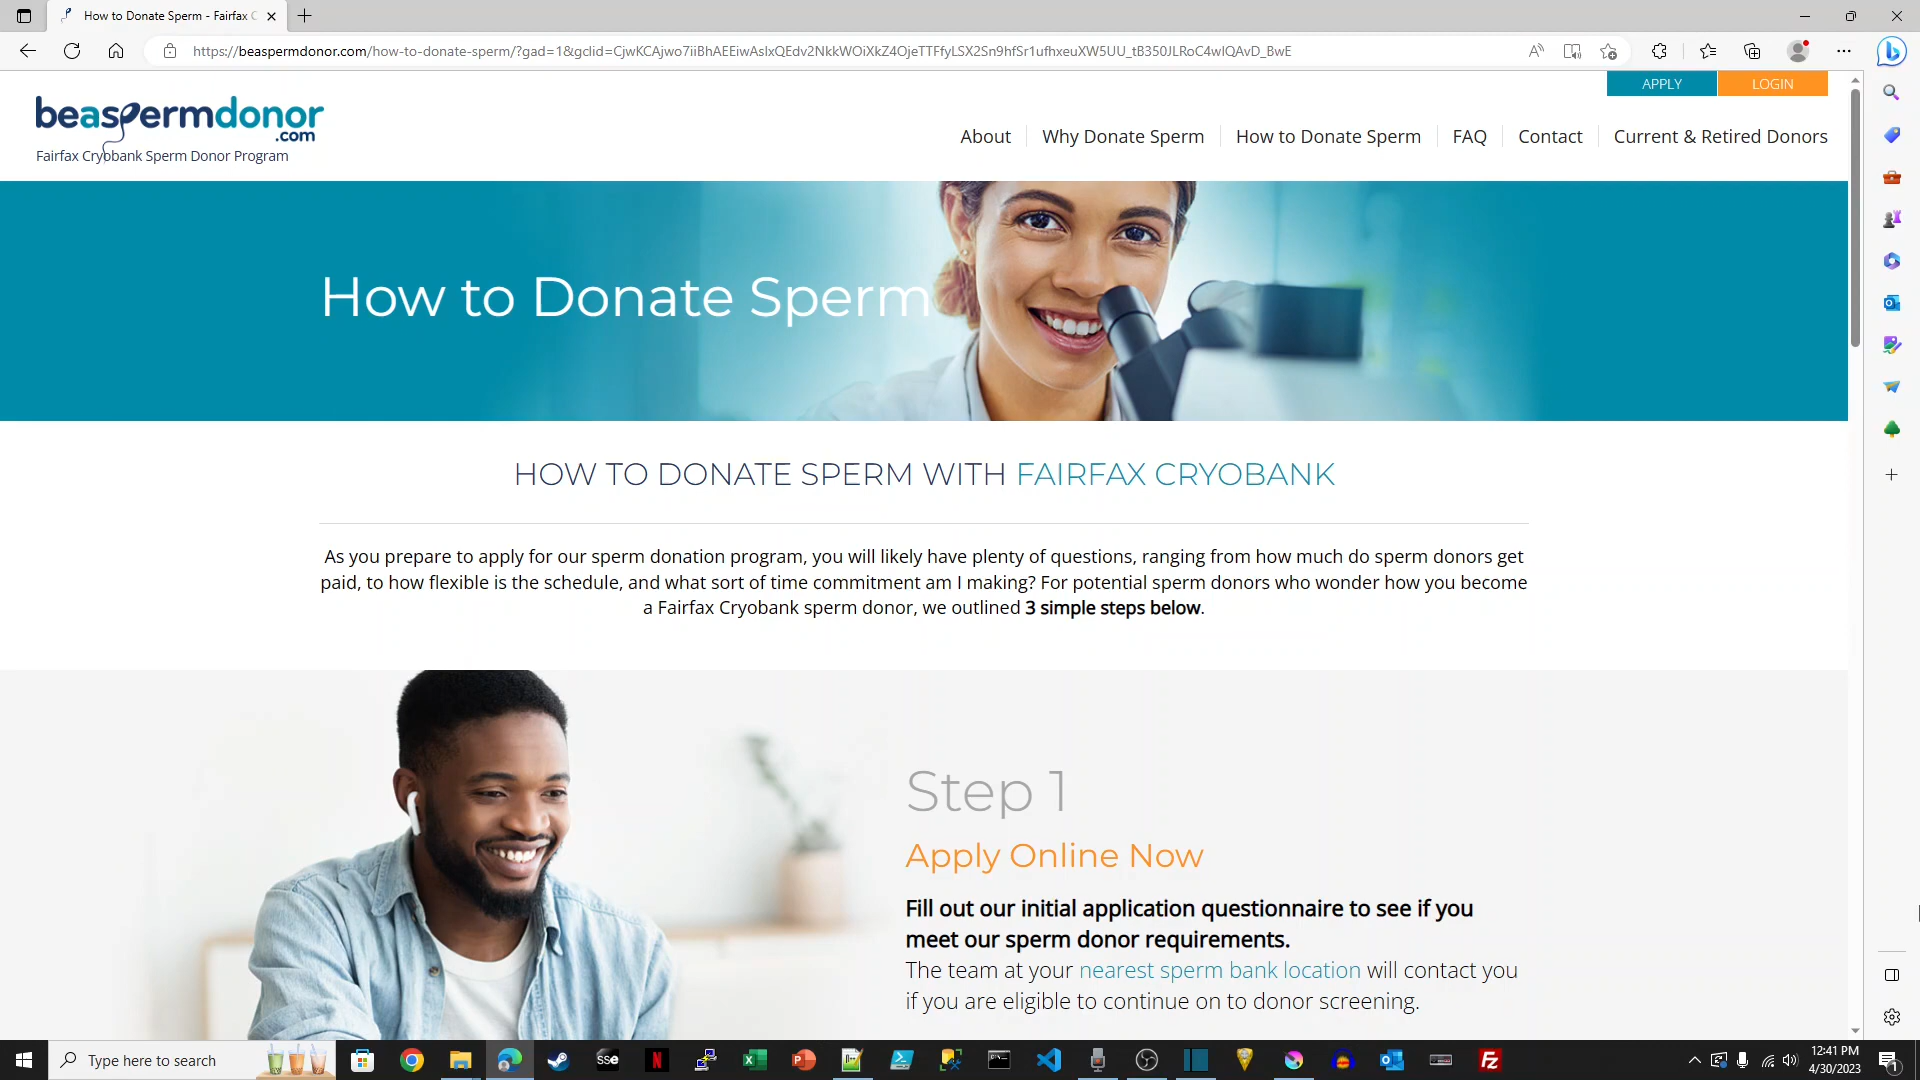 How to Donate Sperm - Fairfax C
https://beaspermdonor.com/how-to-donate-sperm/?gad=1&gclid=CjwKCAjwo7iiBhAEEiwAsIxQEdv2NkkWOiXkZ4OjeTTFfyLSX2Sn9hfSr1ufhxeuXW5UU_tB350JLRoC4wIQAvD_BwE
APPLY
LOGIN
beaspermdonor
.com
Fairfax Cryobank Sperm Donor Program
About
Why Donate Sperm
How to Donate Sperm
FAQ
Contact
Current & Retired Donors
How to Donate Sperm
HOW TO DONATE SPERM WITH FAIRFAX CRYOBANK
As you prepare to apply for our sperm donation program, you will likely have plenty of questions, ranging from how much do sperm donors get
paid, to how flexible is the schedule, and what sort of time commitment am I making? For potential sperm donors who wonder how you become
a Fairfax Cryobank sperm donor, we outlined 3 simple steps below.
Step 1
Apply Online Now
Fill out our initial application questionnaire to see if you
meet our sperm donor requirements.
The team at your nearest sperm bank location will contact you
if you are eligible to continue on to donor screening.
Type here to search
12:41 PM
4/30/2023